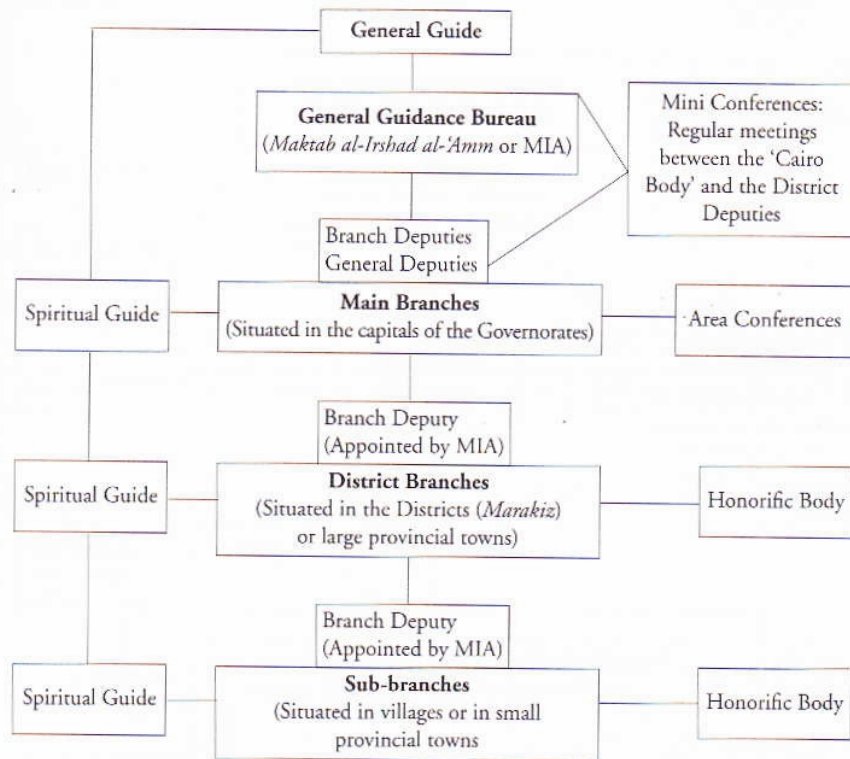 General Guide
General Guidance Bureau
(Maktab al-Irshad al-‘Amm or MIA)
Mini Conferences:
Regular meetings
between the ‘Cairo
Body’ and the District
Deputies
Branch Deputies
General Deputies
Spiritual Guide
Main Branches
(Situated in the capitals of the Governorates)
Area Conferences
Branch Deputy
(Appointed by MIA)
Spiritual Guide
District Branches
(Situated in the Districts (Marakiz)
or large provincial towns)
Honorific Body
Branch Deputy
(Appointed by MIA)
Spiritual Guide
Sub-branches
(Situated in villages or in small
provincial towns
Honorific Body